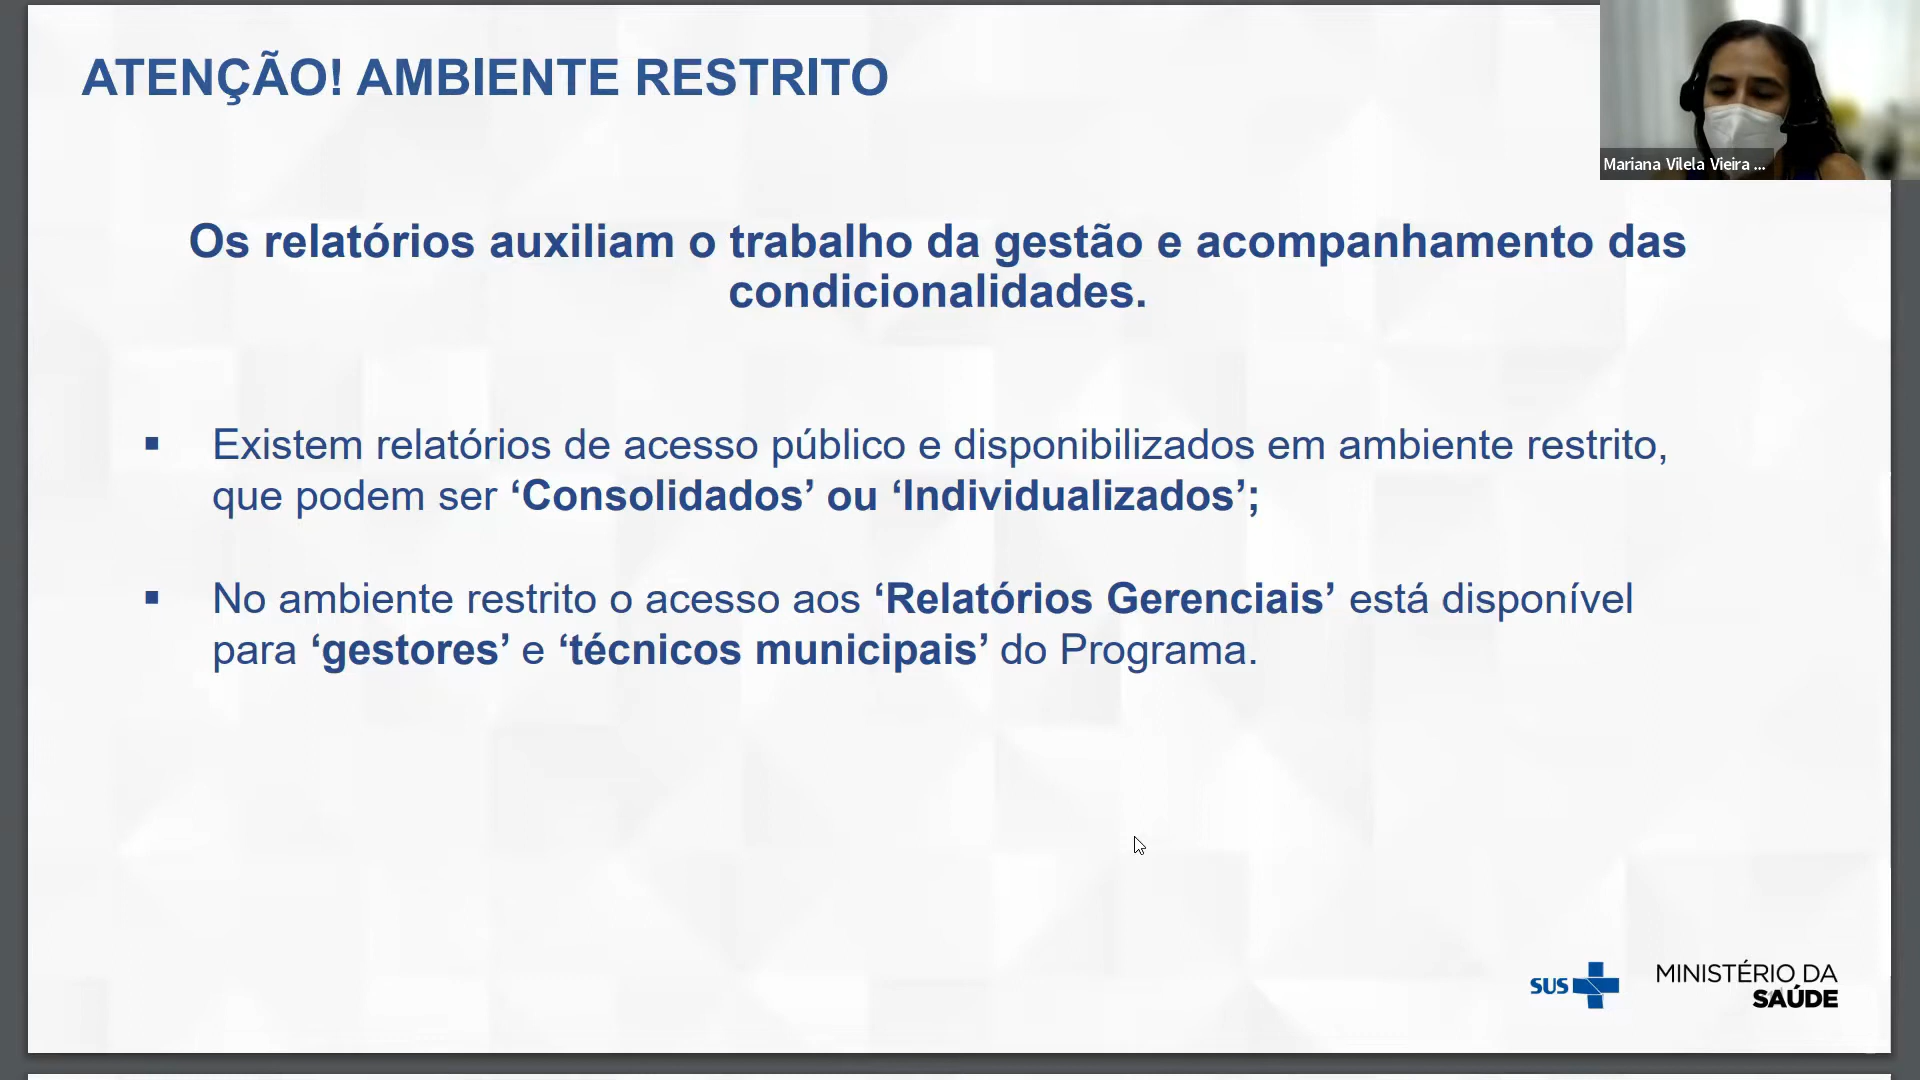 ATENÇÃO! AMBIENTE RESTRITO
Mariana Vilela Vieira ...
Os relatórios auxiliam o trabalho da gestão e acompanhamento das
condicionalidades.
▪ Existem relatórios de acesso público e disponibilizados em ambiente restrito,
que podem ser ‘Consolidados’ ou ‘Individualizados’;
▪ No ambiente restrito o acesso aos ‘Relatórios Gerenciais’ está disponível
para ‘gestores’ e ‘técnicos municipais’ do Programa.
SUS
MINISTÉRIO DA
SAÚDE